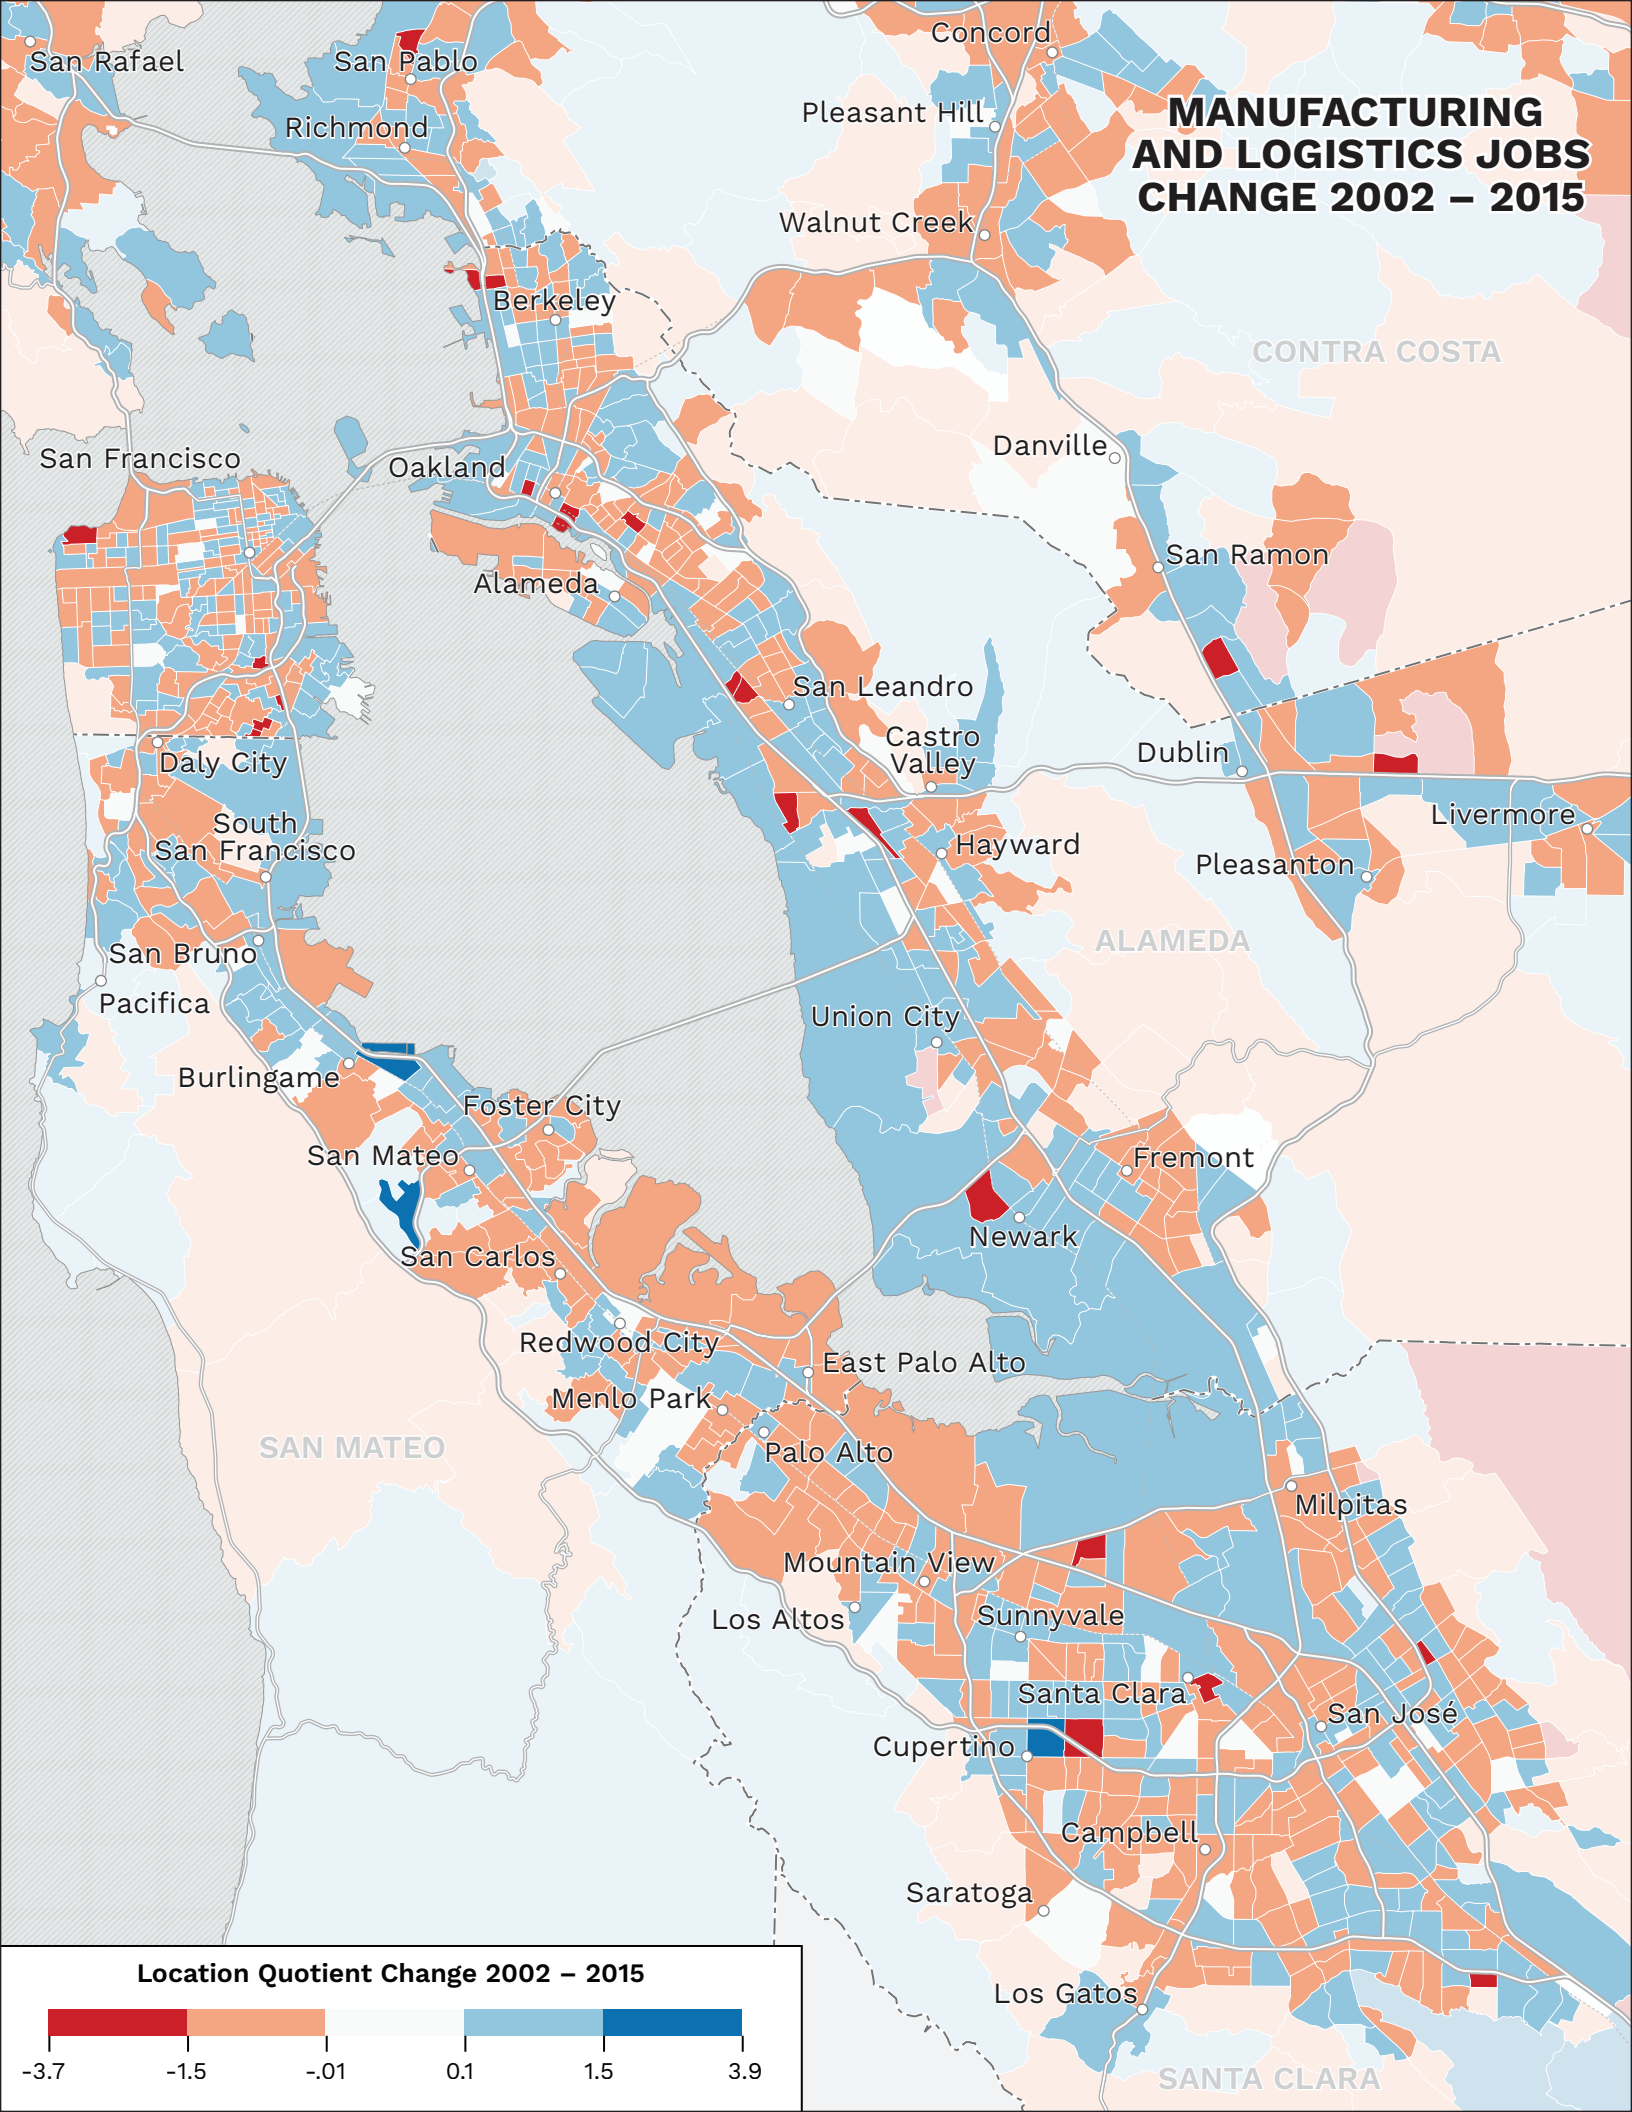 MANUFACTURING
AND LOGISTICS JOBS
CHANGE 2002 – 2015
San Rafael
San Pablo
Concord
Pleasant Hill
Richmond
Walnut Creek
Berkeley
CONTRA COSTA
Danville
San Francisco
Oakland
San Ramon
Alameda
San Leandro
Castro
Valley
Dublin
Daly City
Livermore
South
San Francisco
Hayward
Pleasanton
ALAMEDA
San Bruno
Pacifica
Union City
Burlingame
Foster City
San Mateo
Fremont
Newark
San Carlos
Redwood City
East Palo Alto
Menlo Park
SAN MATEO
Palo Alto
Milpitas
Mountain View
Los Altos
Sunnyvale
Santa Clara
San José
Cupertino
Campbell
Saratoga
Los Gatos
SANTA CLARA
Location Quotient Change 2002 – 2015
-3.7 -1.5 -.01 0.1 1.5 3.9